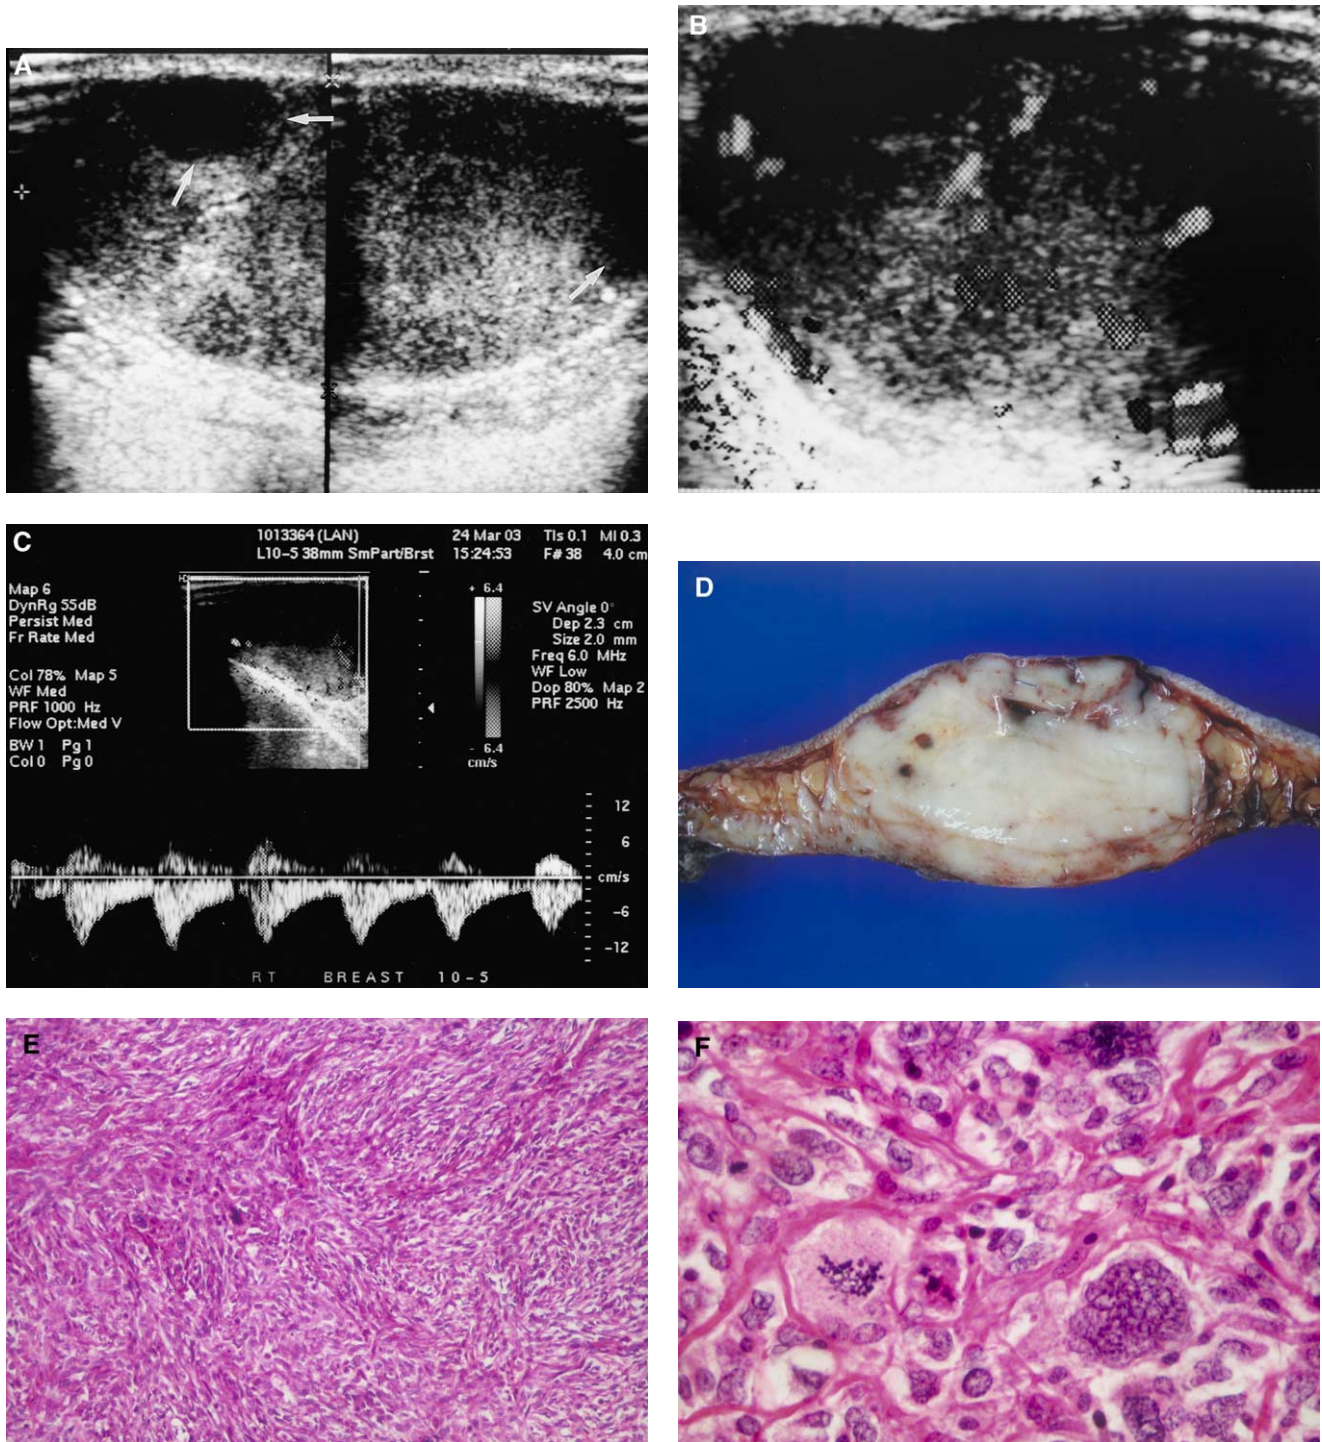 A
B
C
1013364 (LAN) 24 Mar 03 TIs 0.1 MI 0.3
L10-5 38mm SmPart/Brst 15:24:53 F# 38 4.0 cm
Map 6
DynRg 55dB
Persist Med
Fr Rate Med
Col 78% Map 5
WF Med
PRF 1000 Hz
Flow Opt:Med V
BW 1 Pg 1
Col 0 Pg 0
+ 6.4
- 6.4
cm/s
SV Angle 0°
Dep 2.3 cm
Size 2.0 mm
Freq 6.0 MHz
WF Low
Dop 80% Map 2
PRF 2500 Hz
12
6
cm/s
-6
-12
RT BREAST 10-5
D
E
F